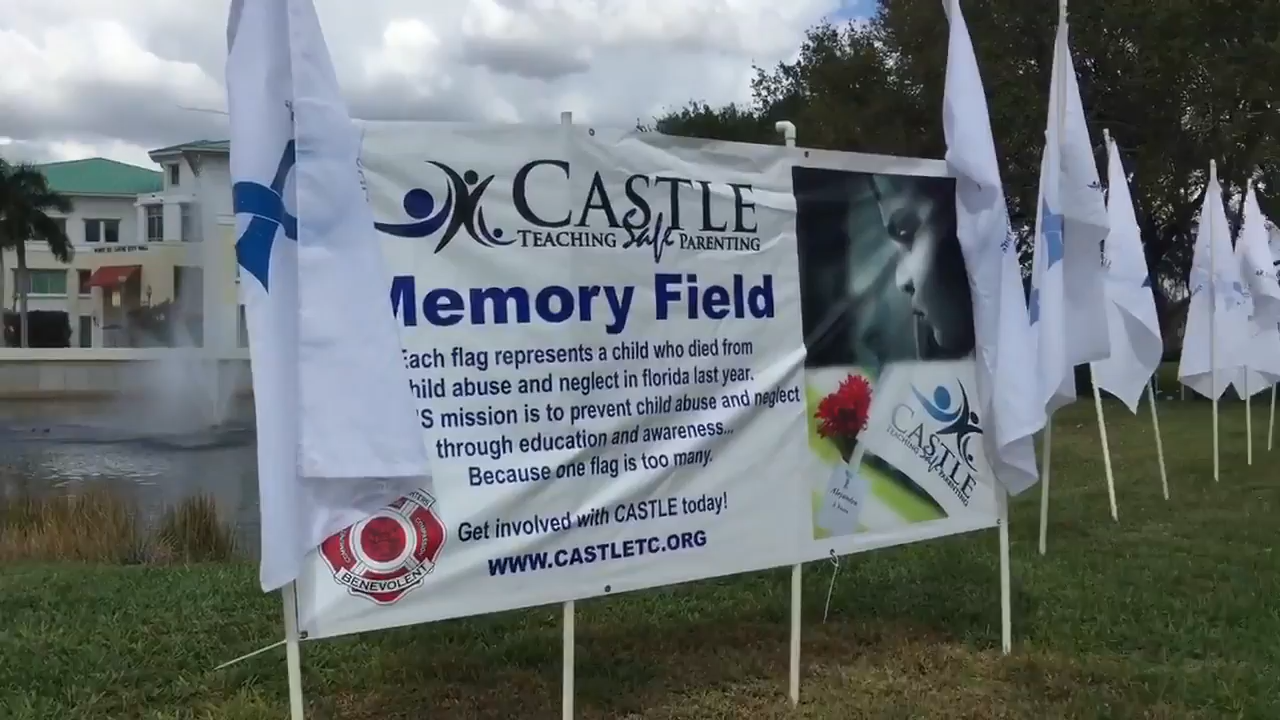 CASTLE
TEACHING Safe PARENTING
Memory Field
Each flag represents a child who died from
hild abuse and neglect in florida last year.
'S mission is to prevent child abuse and neglect
through education and awareness...
Because one flag is too many.
Get involved with CASTLE today!
WWW.CASTLETC.ORG
BENEVOLENT
CASTLE
TEACHING Safe PARENTING
Alejandro